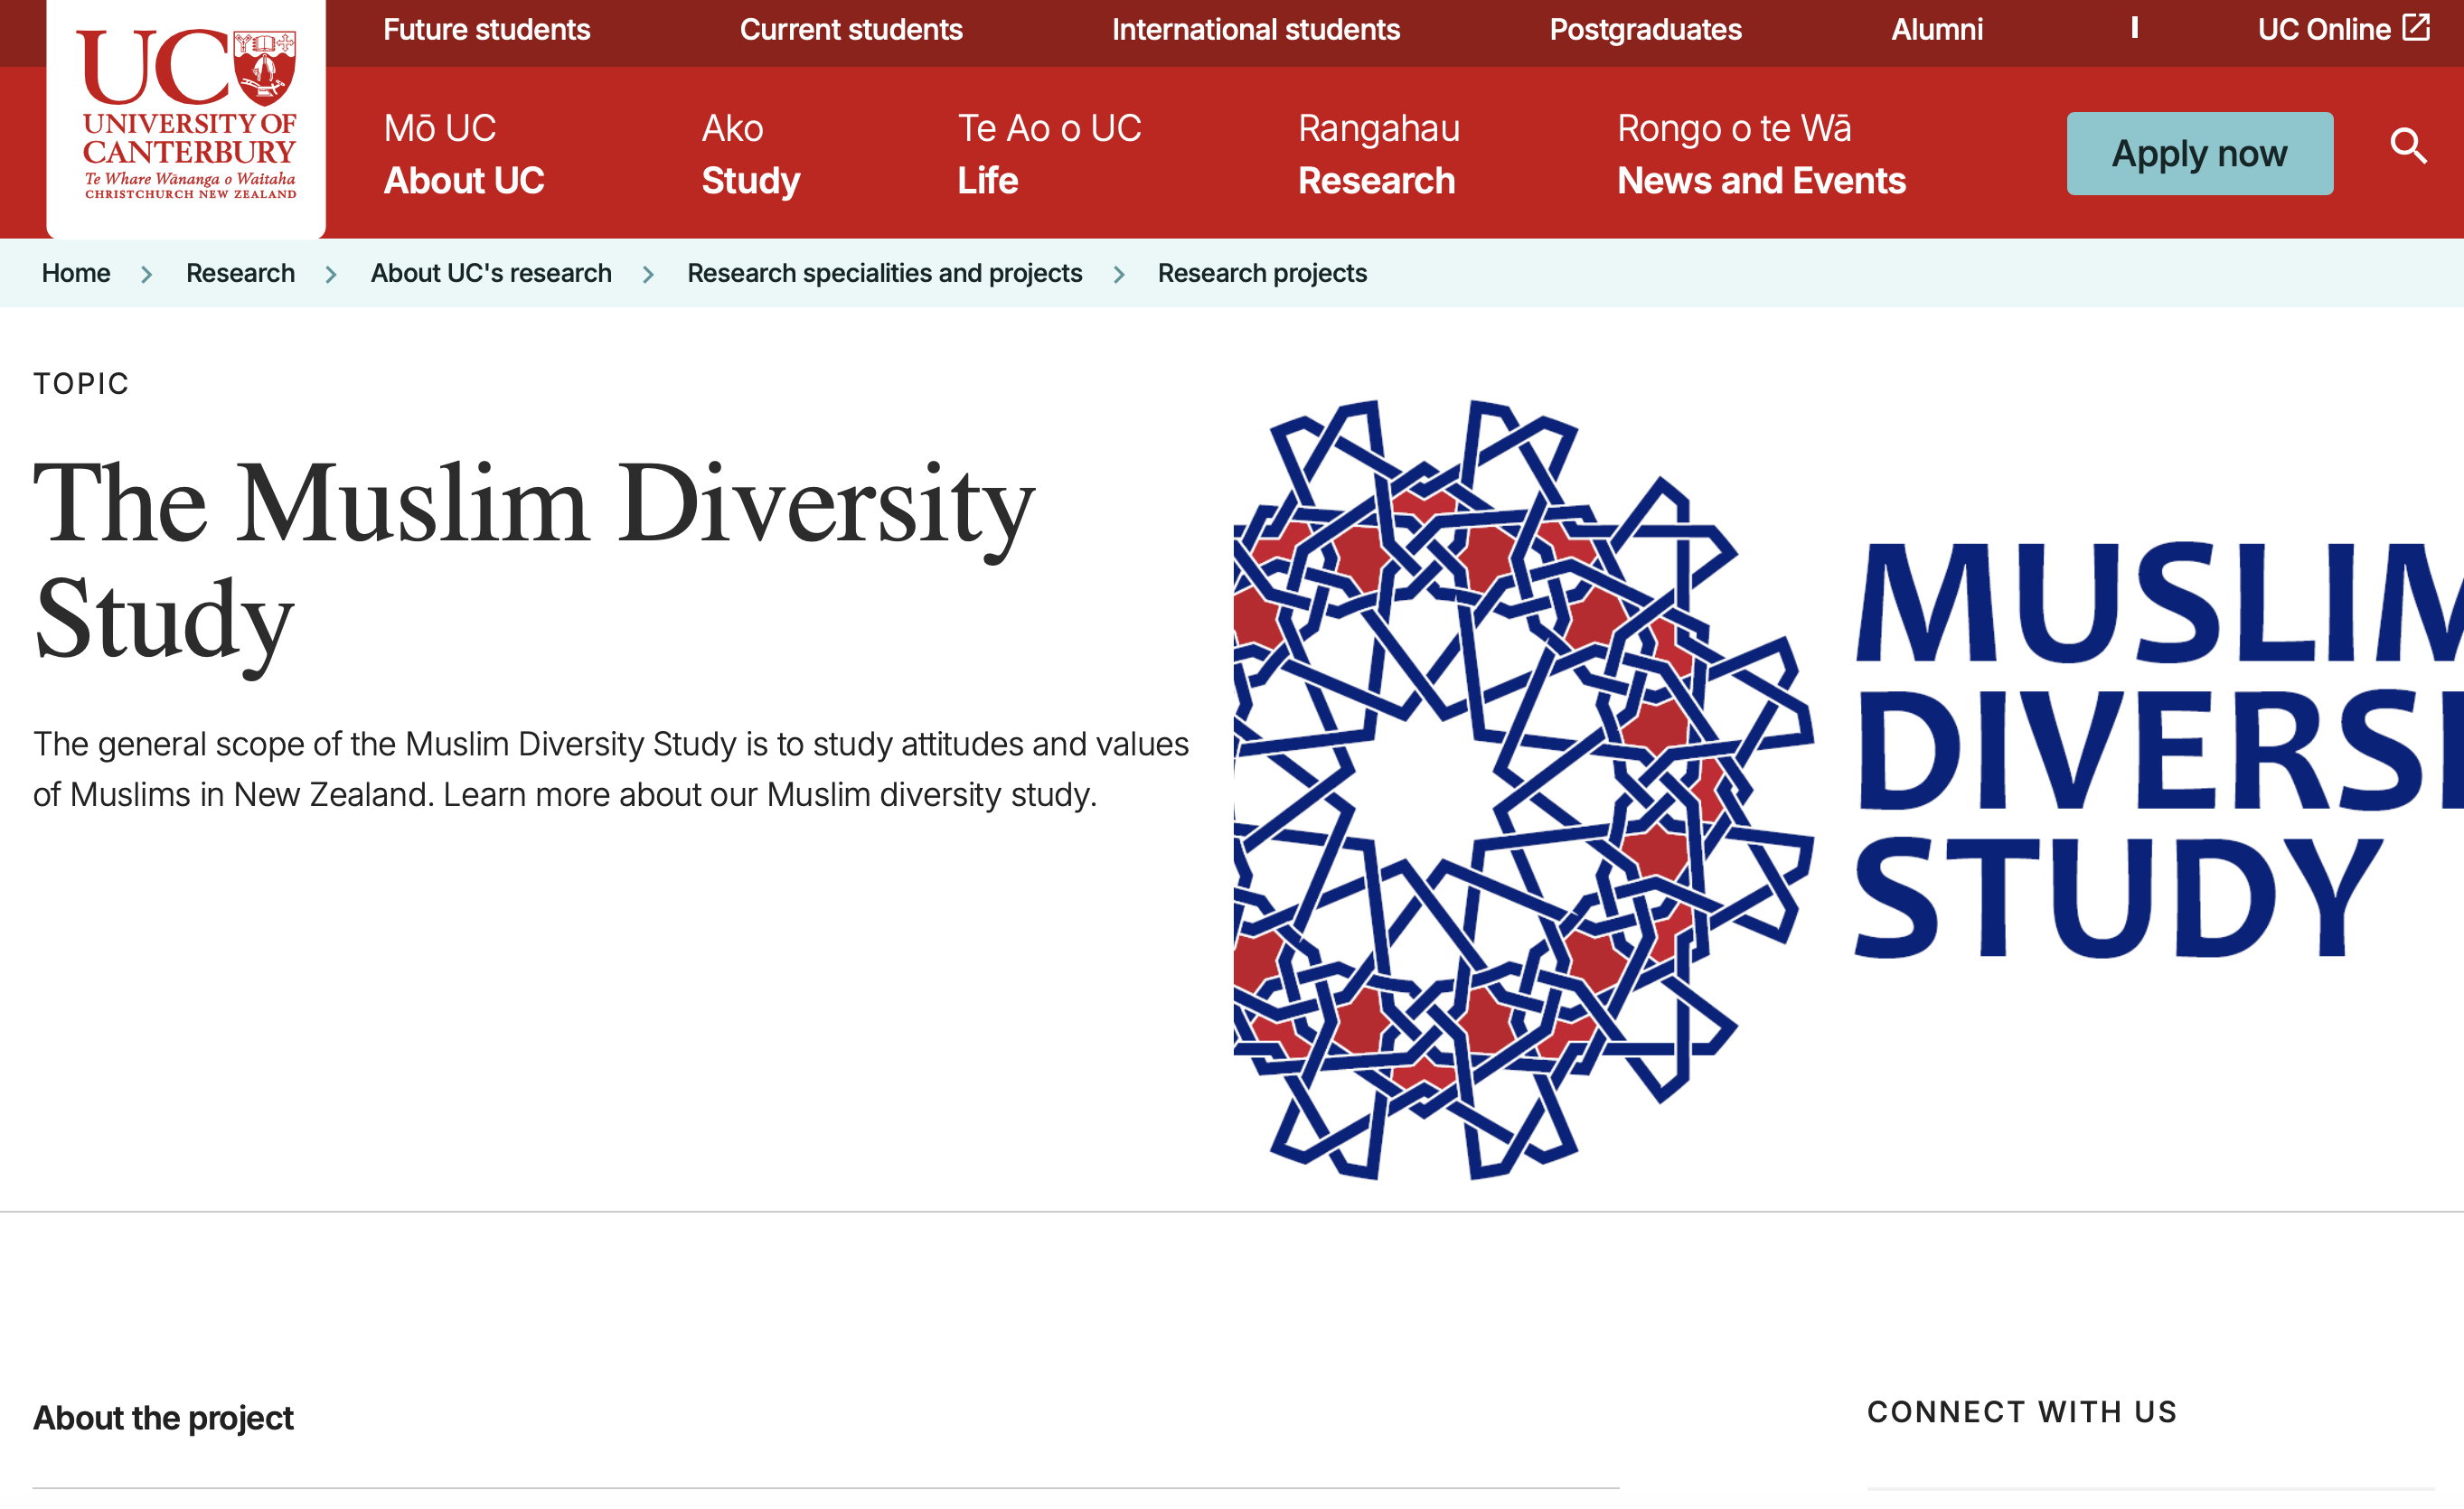 Future students
Current students
International students
Postgraduates
Alumni
UC Online
UC
UNIVERSITY OF
CANTERBURY
Te Whare Wānanga o Waitaha
CHRISTCHURCH NEW ZEALAND
Mō UC
About UC
Ako
Study
Te Ao o UC
Life
Rangahau
Research
Rongo o te Wā
News and Events
Apply now
Home
Research
About UC's research
Research specialities and projects
Research projects
TOPIC
The Muslim Diversity
Study
The general scope of the Muslim Diversity Study is to study attitudes and values
of Muslims in New Zealand. Learn more about our Muslim diversity study.
MUSLIM
DIVERSI
STUDY
About the project
CONNECT WITH US